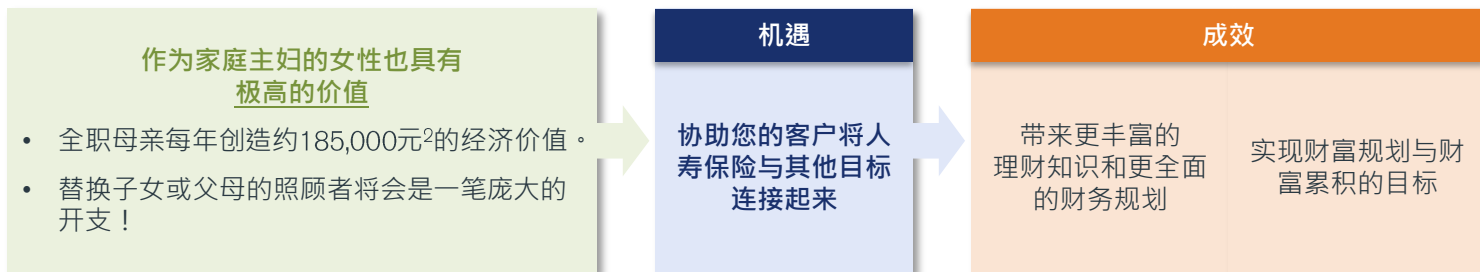 作为家庭主妇的女性也具有
极高的价值
• 全职母亲每年创造约185,000元²的经济价值。
• 替换子女或父母的照顾者将会是一笔庞大的
开支！
机遇
协助您的客户将人
寿保险与其他目标
连接起来
成效
带来更丰富的
理财知识和更全面
的财务规划
实现财富规划与财
富累积的目标